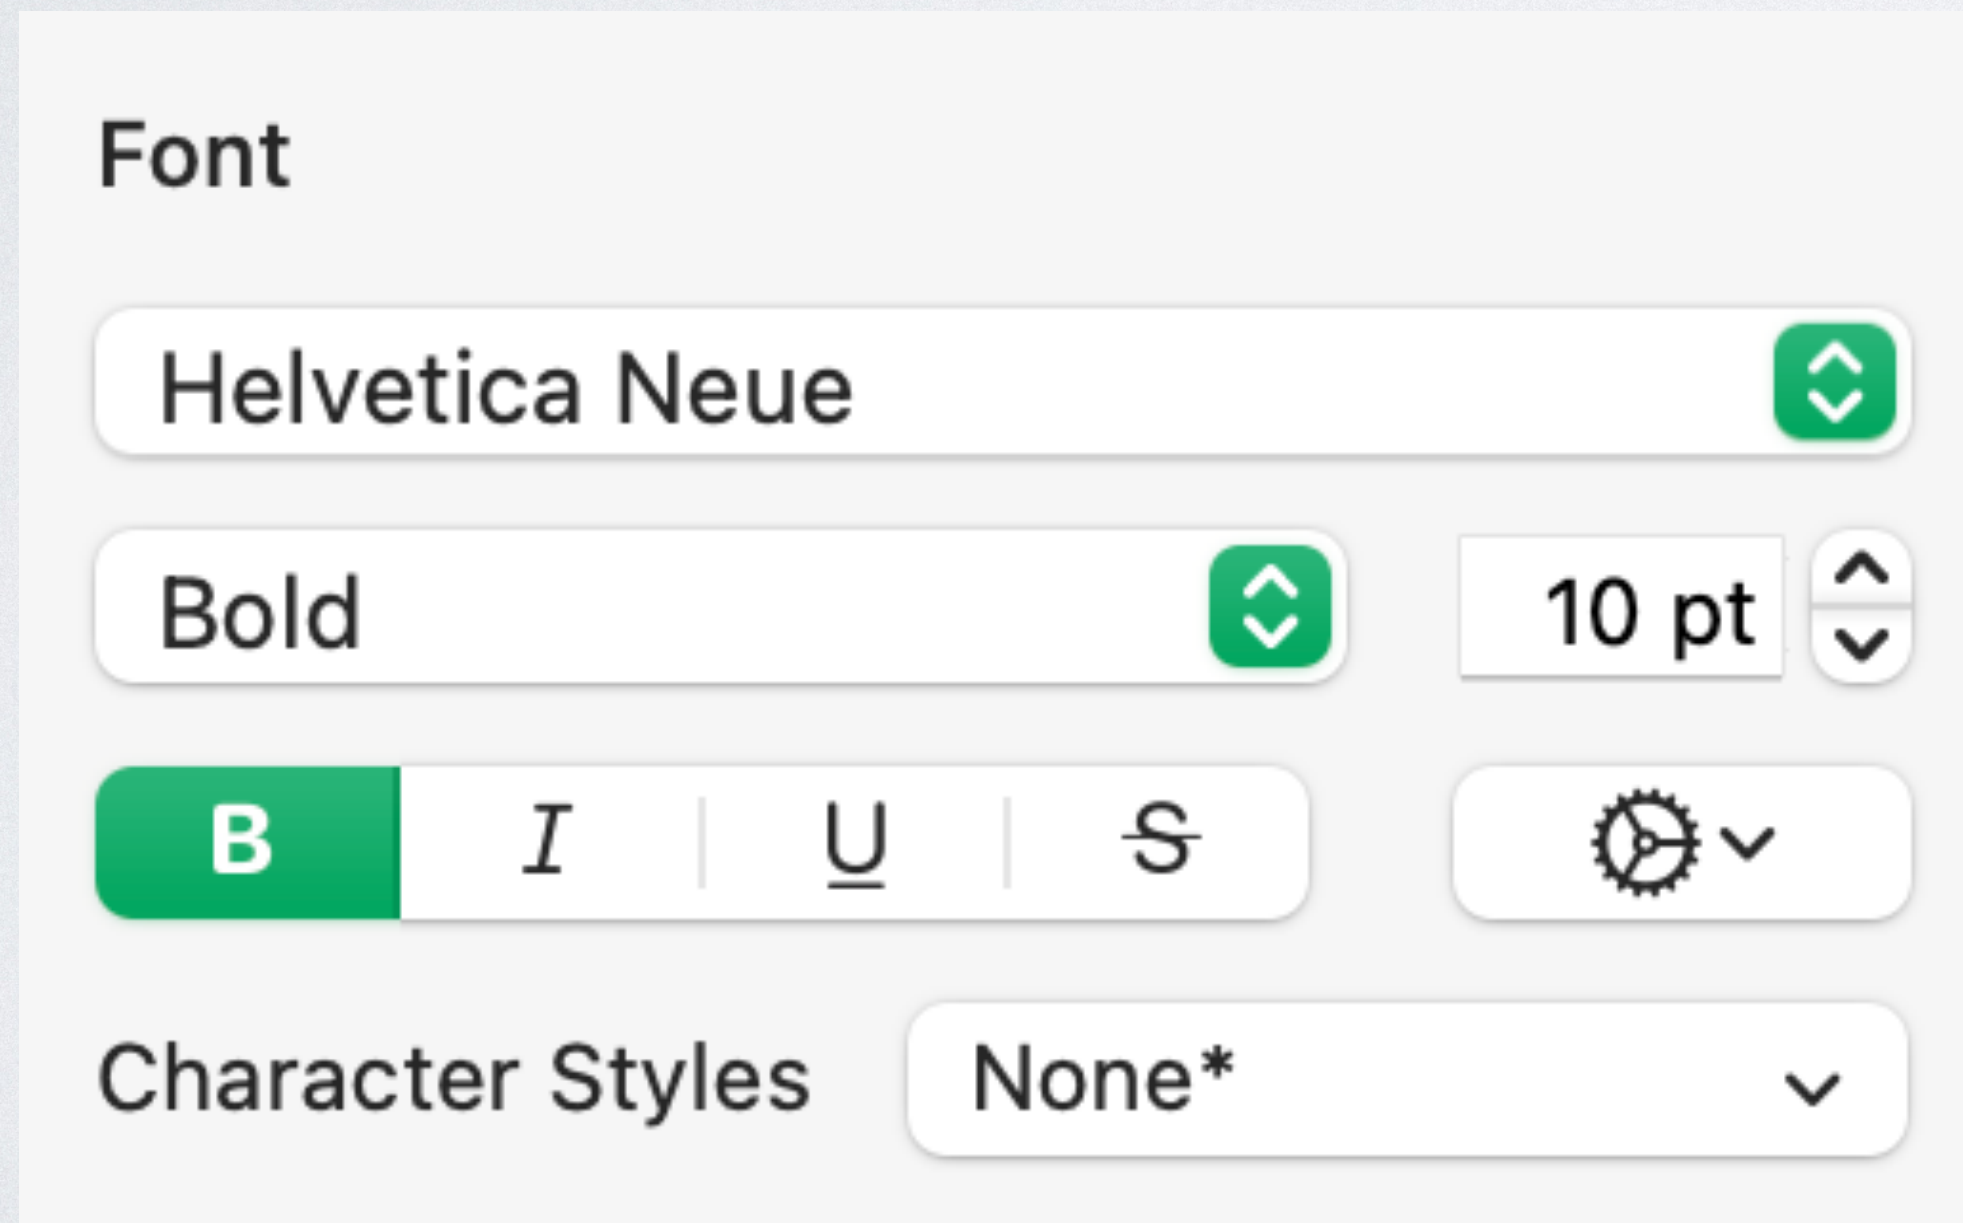 Font
Helvetica Neue
Bold 10 pt
B I U S
Character Styles None*